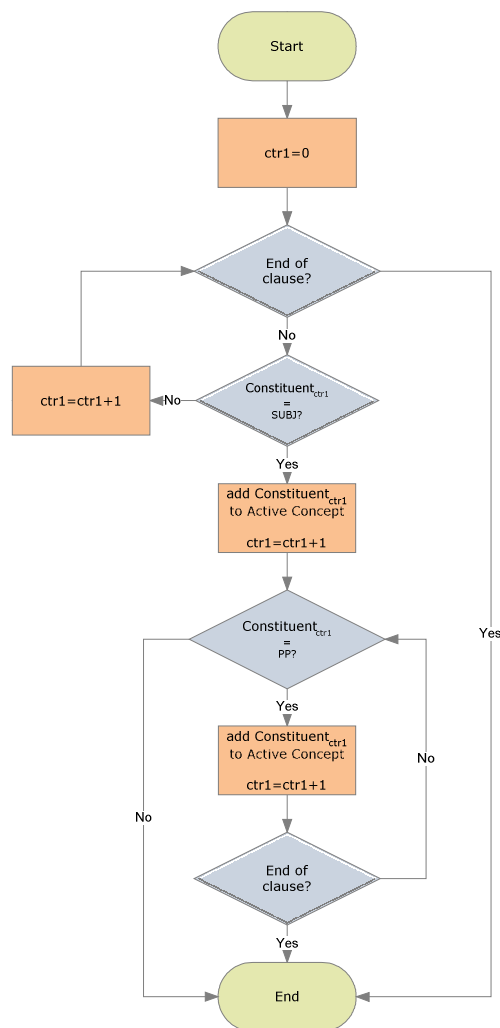 Start
ctr1=0
End of
clause?
No
Yes
Constituentctr1
=
SUBJ?
No
ctr1=ctr1+1
Yes
add Constituentctr1
to Active Concept
ctr1=ctr1+1
Constituentctr1
=
PP?
No
Yes
add Constituentctr1
to Active Concept
ctr1=ctr1+1
End of
clause?
No
Yes
End